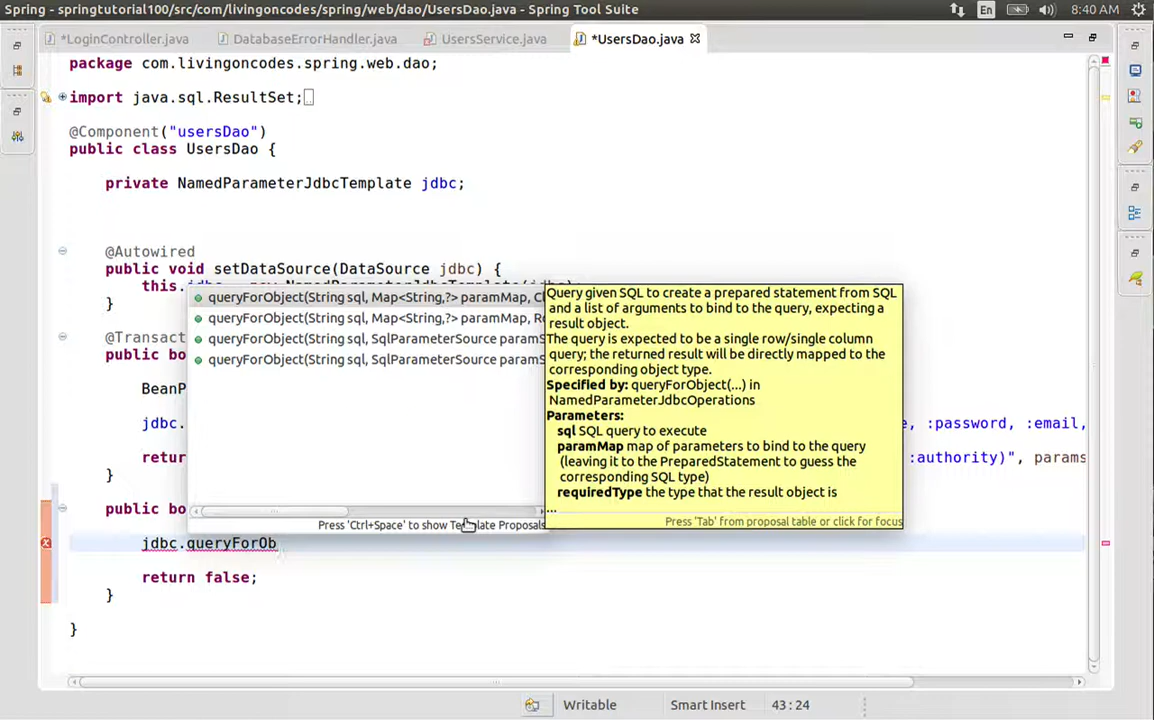 Spring - springtutorial100/src/com/livingoncodes/spring/web/dao/UsersDao.java - Spring Tool Suite
En
8:40 AM
*LoginController.java
DatabaseErrorHandler.java
UsersService.java
*UsersDao.java
package com.livingoncodes.spring.web.dao;
import java.sql.ResultSet;
@Component("usersDao")
public class UsersDao {
private NamedParameterJdbcTemplate jdbc;
@Autowired
public void setDataSource(DataSource jdbc) {
this.
}
@Transact
public bo
BeanP
jdbc.
, :password, :email,
return
:authority)", params
}
public bo
jdbc.queryForOb
return false;
}
}
queryForObject(String sql, Map<String,?> paramMap, Cl
queryForObject(String sql, Map<String,?> paramMap, Ro
queryForObject(String sql, SqlParameterSource paramS
queryForObject(String sql, SqlParameterSource paramS
Press 'Ctrl+Space' to show Template Proposals
Query given SQL to create a prepared statement from SQL
and a list of arguments to bind to the query, expecting a
result object.
The query is expected to be a single row/single column
query; the returned result will be directly mapped to the
corresponding object type.
Specified by: queryForObject(...) in
NamedParameterJdbcOperations
Parameters:
sql SQL query to execute
paramMap map of parameters to bind to the query
(leaving it to the PreparedStatement to guess the
corresponding SQL type)
requiredType the type that the result object is
...
Press 'Tab' from proposal table or click for focus
Writable
Smart Insert
43 : 24